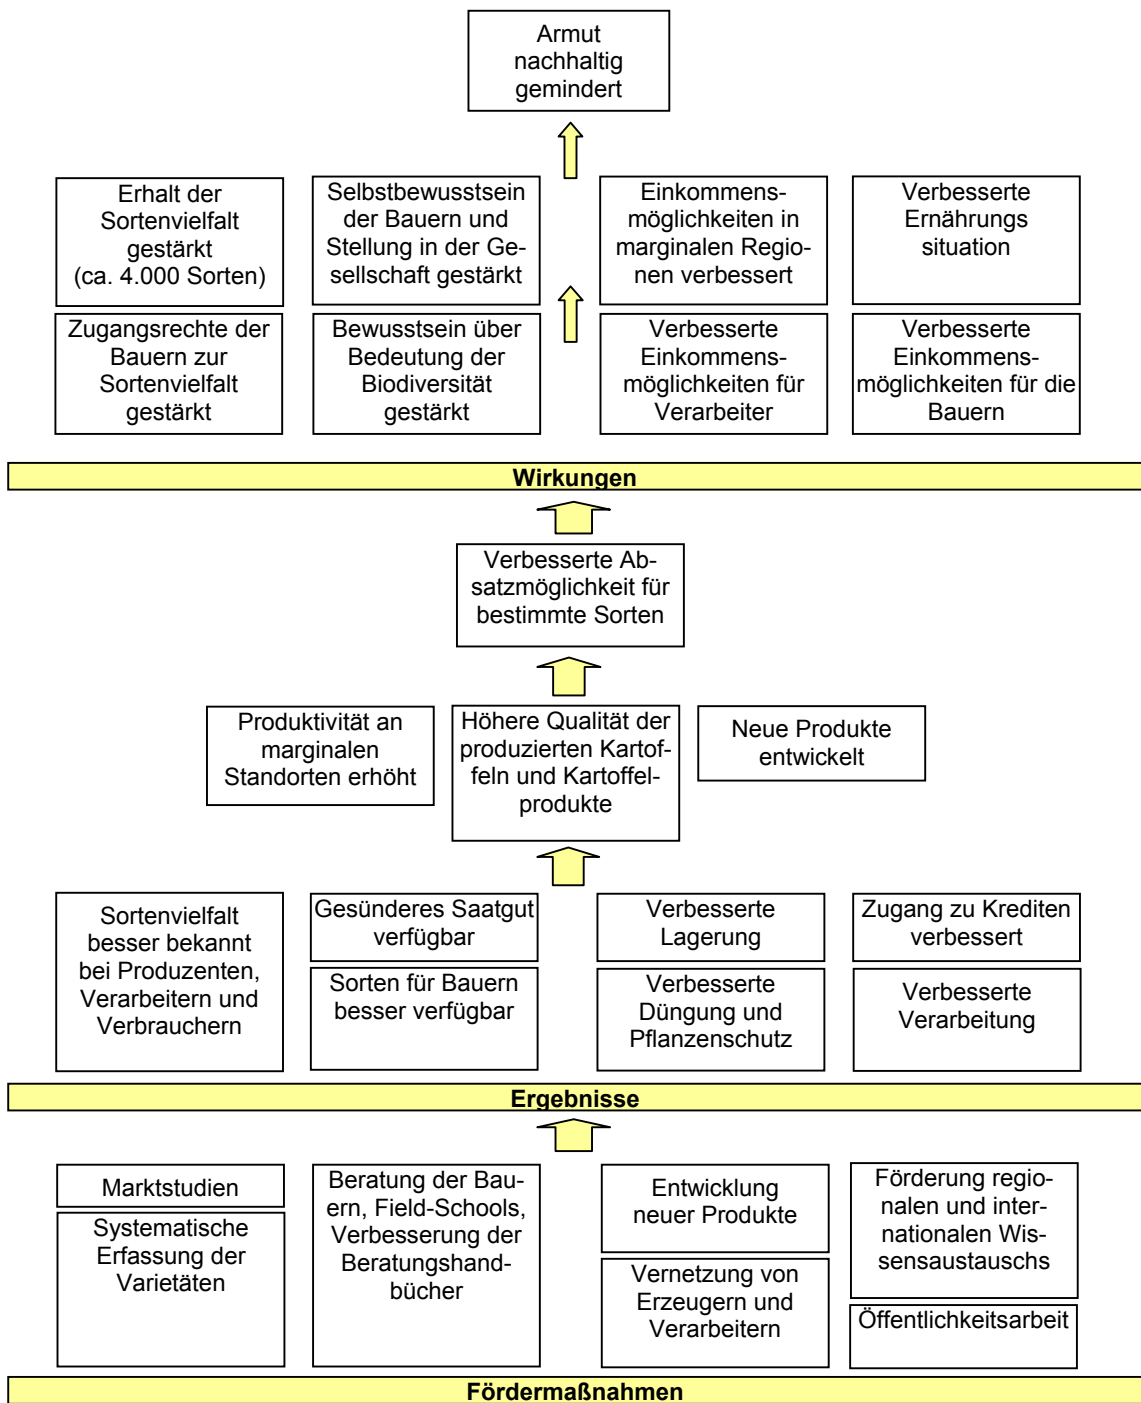 Armut
nachhaltig
gemindert
Erhalt der
Sortenvielfalt
gestärkt
(ca. 4.000 Sorten)
Selbstbewusstsein
der Bauern und
Stellung in der Ge-
sellschaft gestärkt
Einkommens-
möglichkeiten in
marginalen Regio-
nen verbessert
Verbesserte
Ernährungs
situation
Zugangsrechte der
Bauern zur
Sortenvielfalt
gestärkt
Bewusstsein über
Bedeutung der
Biodiversität
gestärkt
Verbesserte
Einkommens-
möglichkeiten für
Verarbeiter
Verbesserte
Einkommens-
möglichkeiten für die
Bauern
Wirkungen
Verbesserte Ab-
satzmöglichkeit für
bestimmte Sorten
Produktivität an
marginalen
Standorten erhöht
Höhere Qualität der
produzierten Kartof-
feln und Kartoffel-
produkte
Neue Produkte
entwickelt
Sortenvielfalt
besser bekannt
bei Produzenten,
Verarbeitern und
Verbrauchern
Gesünderes Saatgut
verfügbar
Sorten für Bauern
besser verfügbar
Verbesserte
Lagerung
Verbesserte
Düngung und
Pflanzenschutz
Zugang zu Krediten
verbessert
Verbesserte
Verarbeitung
Ergebnisse
Marktstudien
Systematische
Erfassung der
Varietäten
Beratung der Bau-
ern, Field-Schools,
Verbesserung der
Beratungshand-
bücher
Entwicklung
neuer Produkte
Vernetzung von
Erzeugern und
Verarbeitern
Förderung regio-
nalen und inter-
nationalen Wis-
sensaustauschs
Öffentlichkeitsarbeit
Fördermaßnahmen